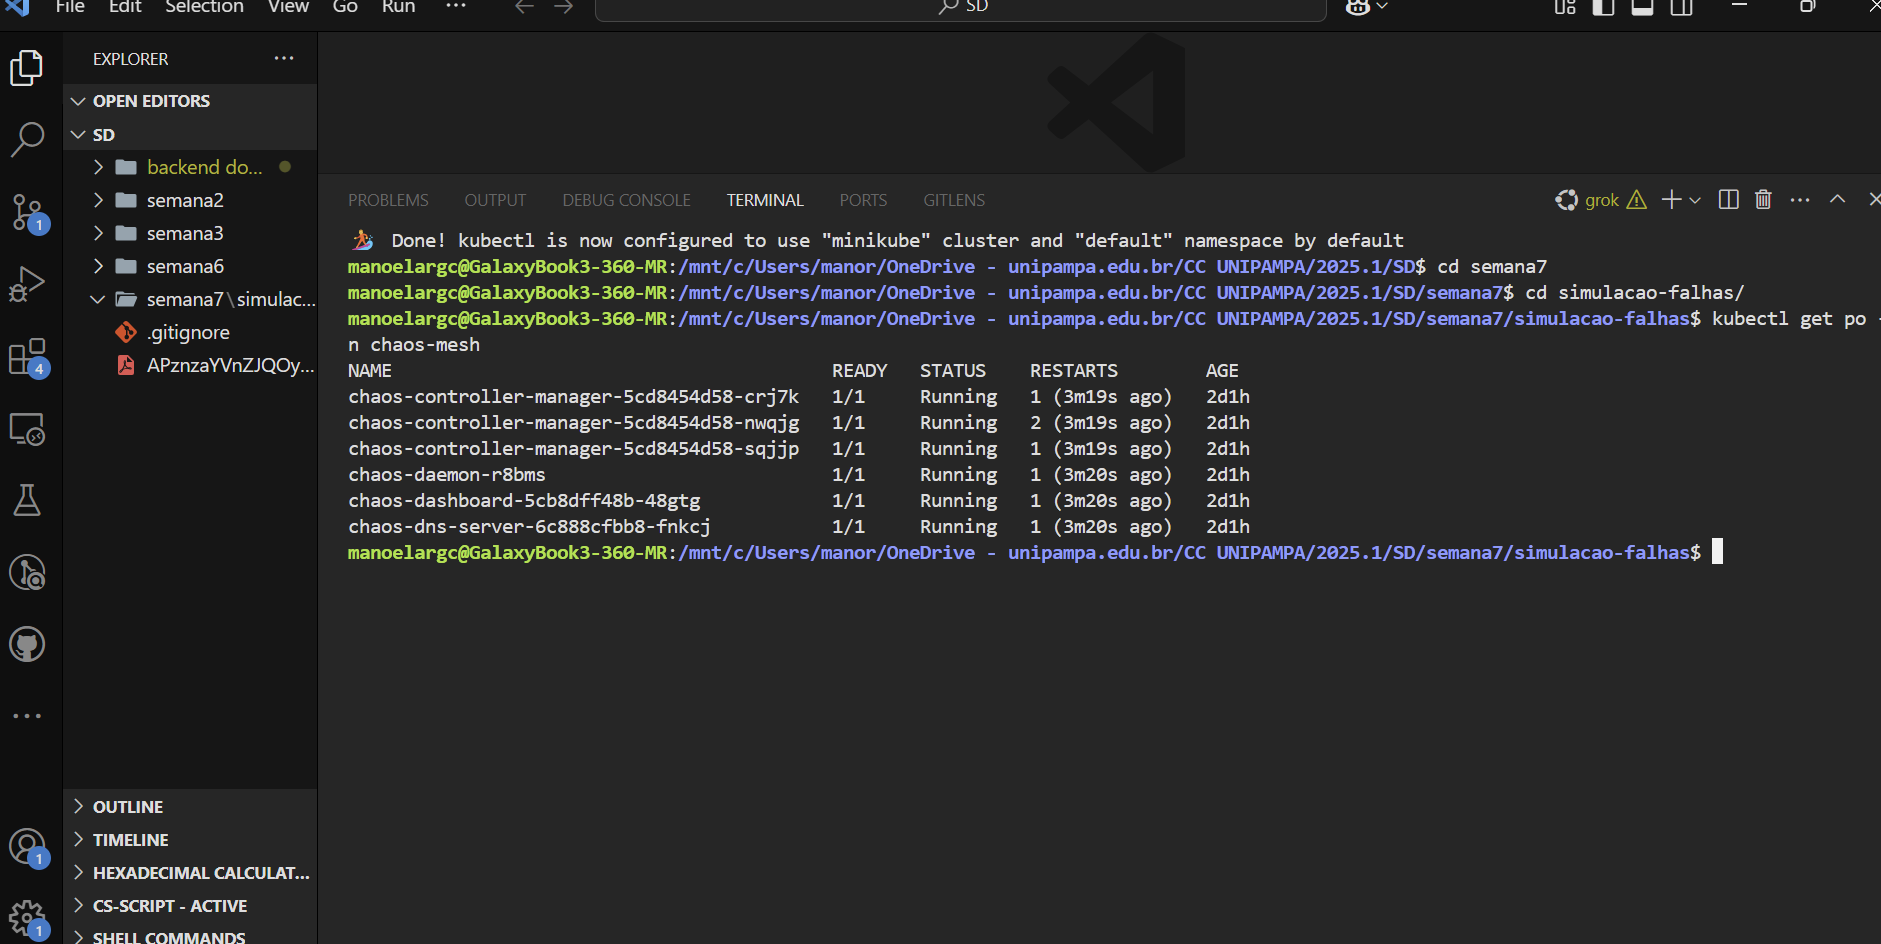 File Edit Selection View Go Run ··· SD
EXPLORER ···
OPEN EDITORS
SD
backend do...
semana2
semana3
semana6
semana7\simulac...
.gitignore
APznzaYVnZJQOy...
1
4
1
1
OUTLINE
TIMELINE
HEXADECIMAL CALCULAT...
CS-SCRIPT - ACTIVE
SHELL COMMANDS
PROBLEMS OUTPUT DEBUG CONSOLE TERMINAL PORTS GITLENS grok
Done! kubectl is now configured to use "minikube" cluster and "default" namespace by default
manoelargc@GalaxyBook3-360-MR:/mnt/c/Users/manor/OneDrive - unipampa.edu.br/CC UNIPAMPA/2025.1/SD$ cd semana7
manoelargc@GalaxyBook3-360-MR:/mnt/c/Users/manor/OneDrive - unipampa.edu.br/CC UNIPAMPA/2025.1/SD/semana7$ cd simulacao-falhas/
manoelargc@GalaxyBook3-360-MR:/mnt/c/Users/manor/OneDrive - unipampa.edu.br/CC UNIPAMPA/2025.1/SD/semana7/simulacao-falhas$ kubectl get po -
n chaos-mesh
NAME READY STATUS RESTARTS AGE
chaos-controller-manager-5cd8454d58-crj7k 1/1 Running 1 (3m19s ago) 2d1h
chaos-controller-manager-5cd8454d58-nwqjg 1/1 Running 2 (3m19s ago) 2d1h
chaos-controller-manager-5cd8454d58-sqjjp 1/1 Running 1 (3m19s ago) 2d1h
chaos-daemon-r8bms 1/1 Running 1 (3m20s ago) 2d1h
chaos-dashboard-5cb8dff48b-48gtg 1/1 Running 1 (3m20s ago) 2d1h
chaos-dns-server-6c888cfbb8-fnkcj 1/1 Running 1 (3m20s ago) 2d1h
manoelargc@GalaxyBook3-360-MR:/mnt/c/Users/manor/OneDrive - unipampa.edu.br/CC UNIPAMPA/2025.1/SD/semana7/simulacao-falhas$